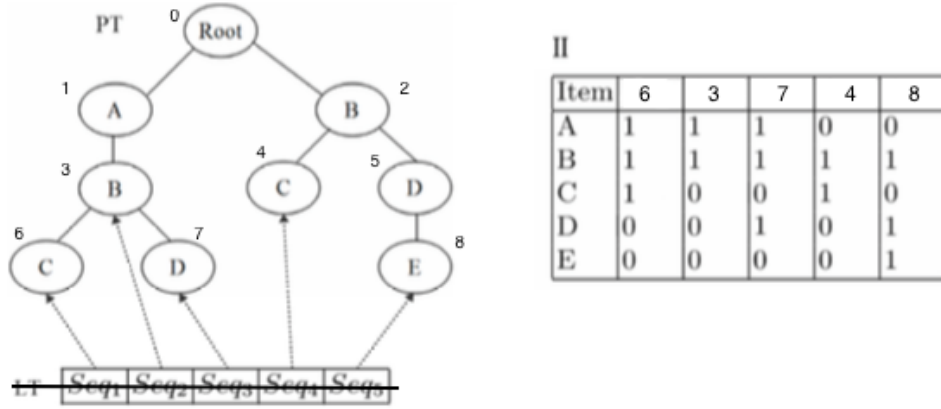 PT
0
Root
1
A
2
B
3
B
4
C
5
D
6
C
7
D
8
E
LT Seq1 Seq2 Seq3 Seq4 Seq5
II
Item 6 3 7 4 8
A 1 1 1 0 0
B 1 1 1 1 1
C 1 0 0 1 0
D 0 0 1 0 1
E 0 0 0 0 1